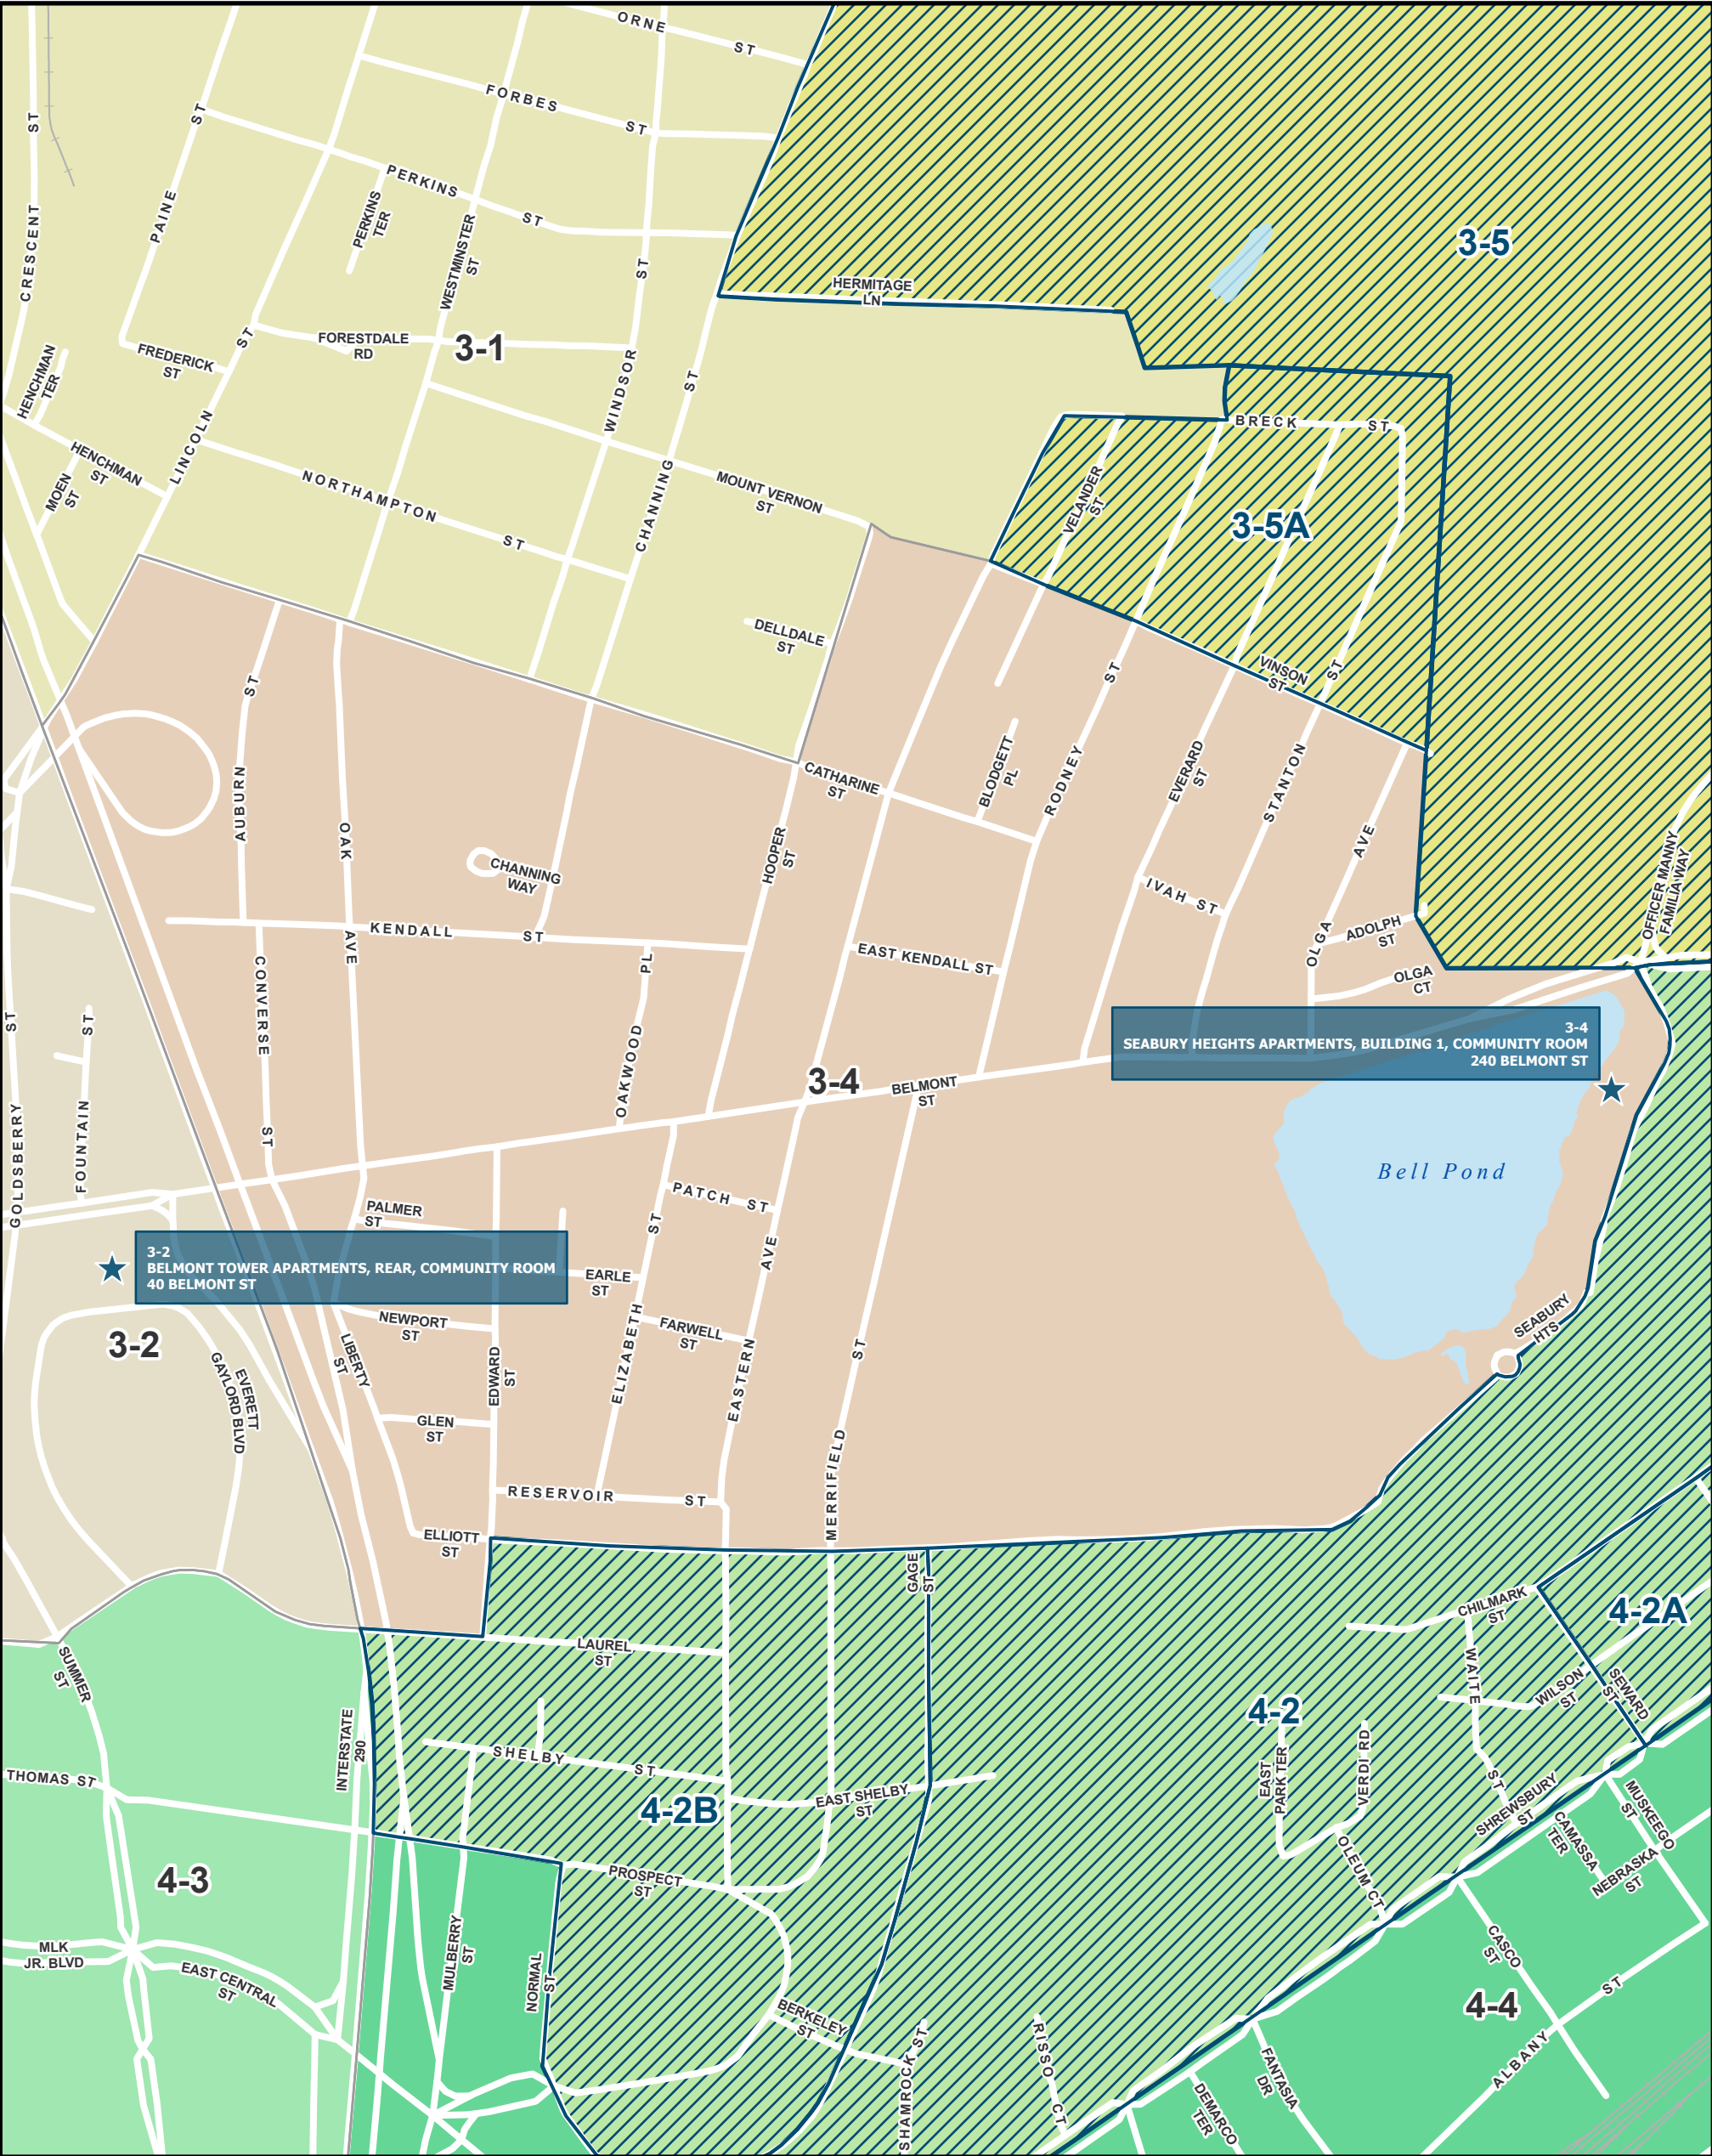 ORNE ST
FORBES ST
CRESCENT ST
PAINE ST
PERKINS ST
PERKINS
TER
WESTMINSTER
ST
WINDSOR ST
3-5
HERMITAGE
LN
FORESTDALE
RD
3-1
FREDERICK
ST
HENCHMAN
TER
HENCHMAN
ST
MOEN
ST
LINCOLN ST
NORTHAMPTON ST
CHANNING ST
MOUNT VERNON
ST
BRECK ST
VELANDER
ST
3-5A
DELLDALE
ST
VINSON
ST
AUBURN ST
OAK AVE
CATHARINE
ST
HOOPER
ST
BLODGETT
PL
RODNEY ST
EVERARD
ST
STANTON ST
OLGA AVE
CHANNING
WAY
IVAH ST
ADOLPH
ST
OFFICER MANNY
FAMILIA WAY
KENDALL ST
EAST KENDALL ST
OLGA
CT
CONVERSE ST
OAKWOOD PL
GOLDSBERRY ST
FOUNTAIN ST
3-4
SEABURY HEIGHTS APARTMENTS, BUILDING 1, COMMUNITY ROOM
240 BELMONT ST
3-4
BELMONT
ST
Bell Pond
PALMER
ST
PATCH ST
3-2
BELMONT TOWER APARTMENTS, REAR, COMMUNITY ROOM
40 BELMONT ST
EARLE
ST
3-2
NEWPORT
ST
FARWELL
ST
SEABURY
HTS
LIBERTY
ST
EVERETT
GAYLORD BLVD
EDWARD
ST
ELIZABETH ST
EASTERN AVE
MERRIFIELD ST
GLEN
ST
RESERVOIR ST
ELLIOTT
ST
GAGE
ST
LAUREL
ST
CHILMARK
ST
4-2A
WAITE ST
WILSON
ST
SEWARD
ST
SUMMER
ST
INTERSTATE
290
4-2
SHELBY ST
EAST SHELBY
ST
4-2B
EAST
PARK TER
VERDI RD
THOMAS ST
SHREWSBURY
ST
MUSKEEGO
ST
CAMASSA
TER
NEBRASKA
ST
OLEUM CT
4-3
PROSPECT
ST
MLK
JR. BLVD
EAST CENTRAL
ST
MULBERRY
ST
NORMAL
ST
BERKELEY
ST
CASCO
ST
4-4
SHAMROCK ST
RISSO CT
FANTASIA
DR
DEMARCO
TER
ALBANY ST